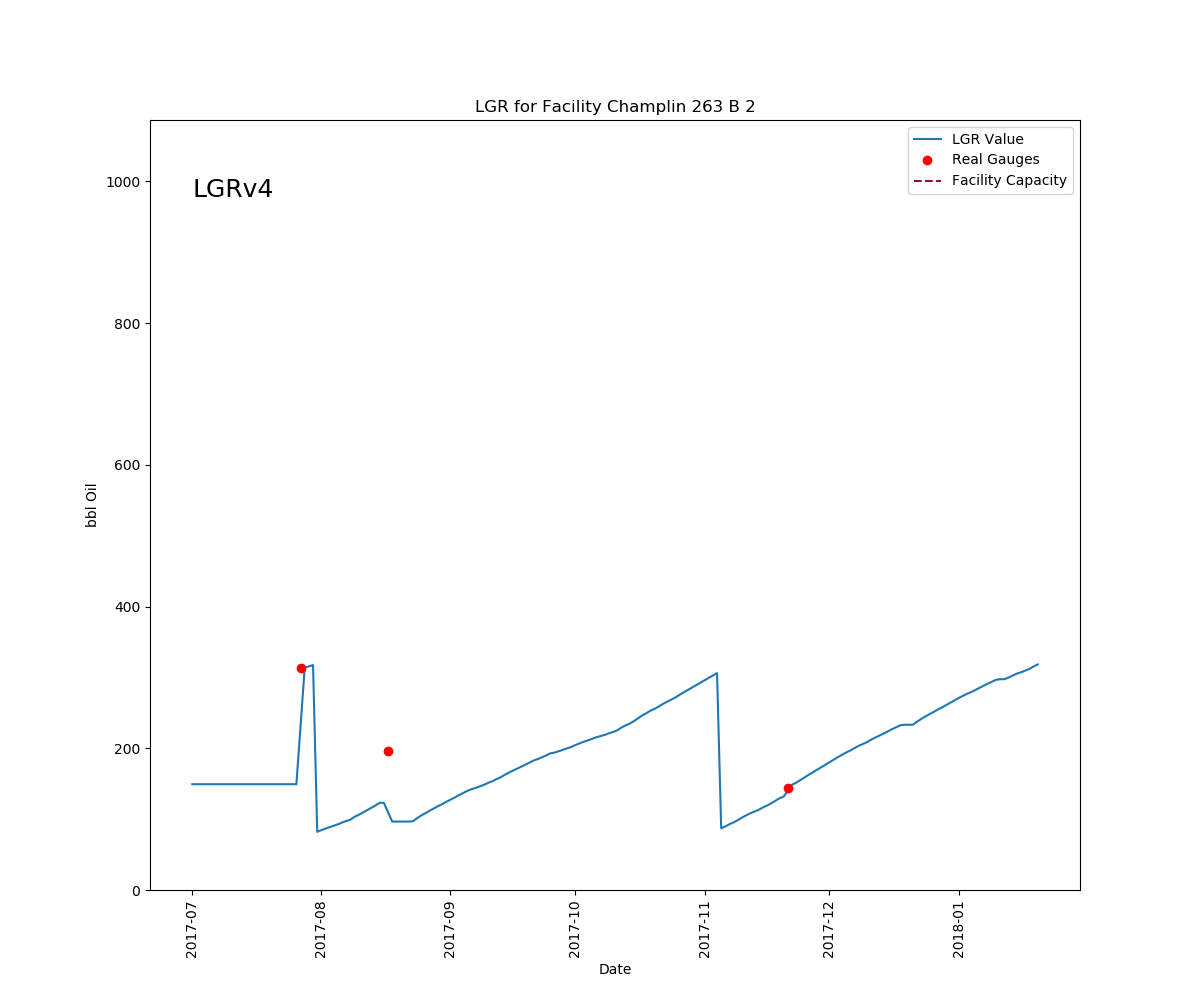 LGR for Facility Champlin 263 B 2
LGRv4
LGR Value
Real Gauges
Facility Capacity
1000
800
600
400
200
0
bbl Oil
2017-07
2017-08
2017-09
2017-10
2017-11
2017-12
2018-01
Date